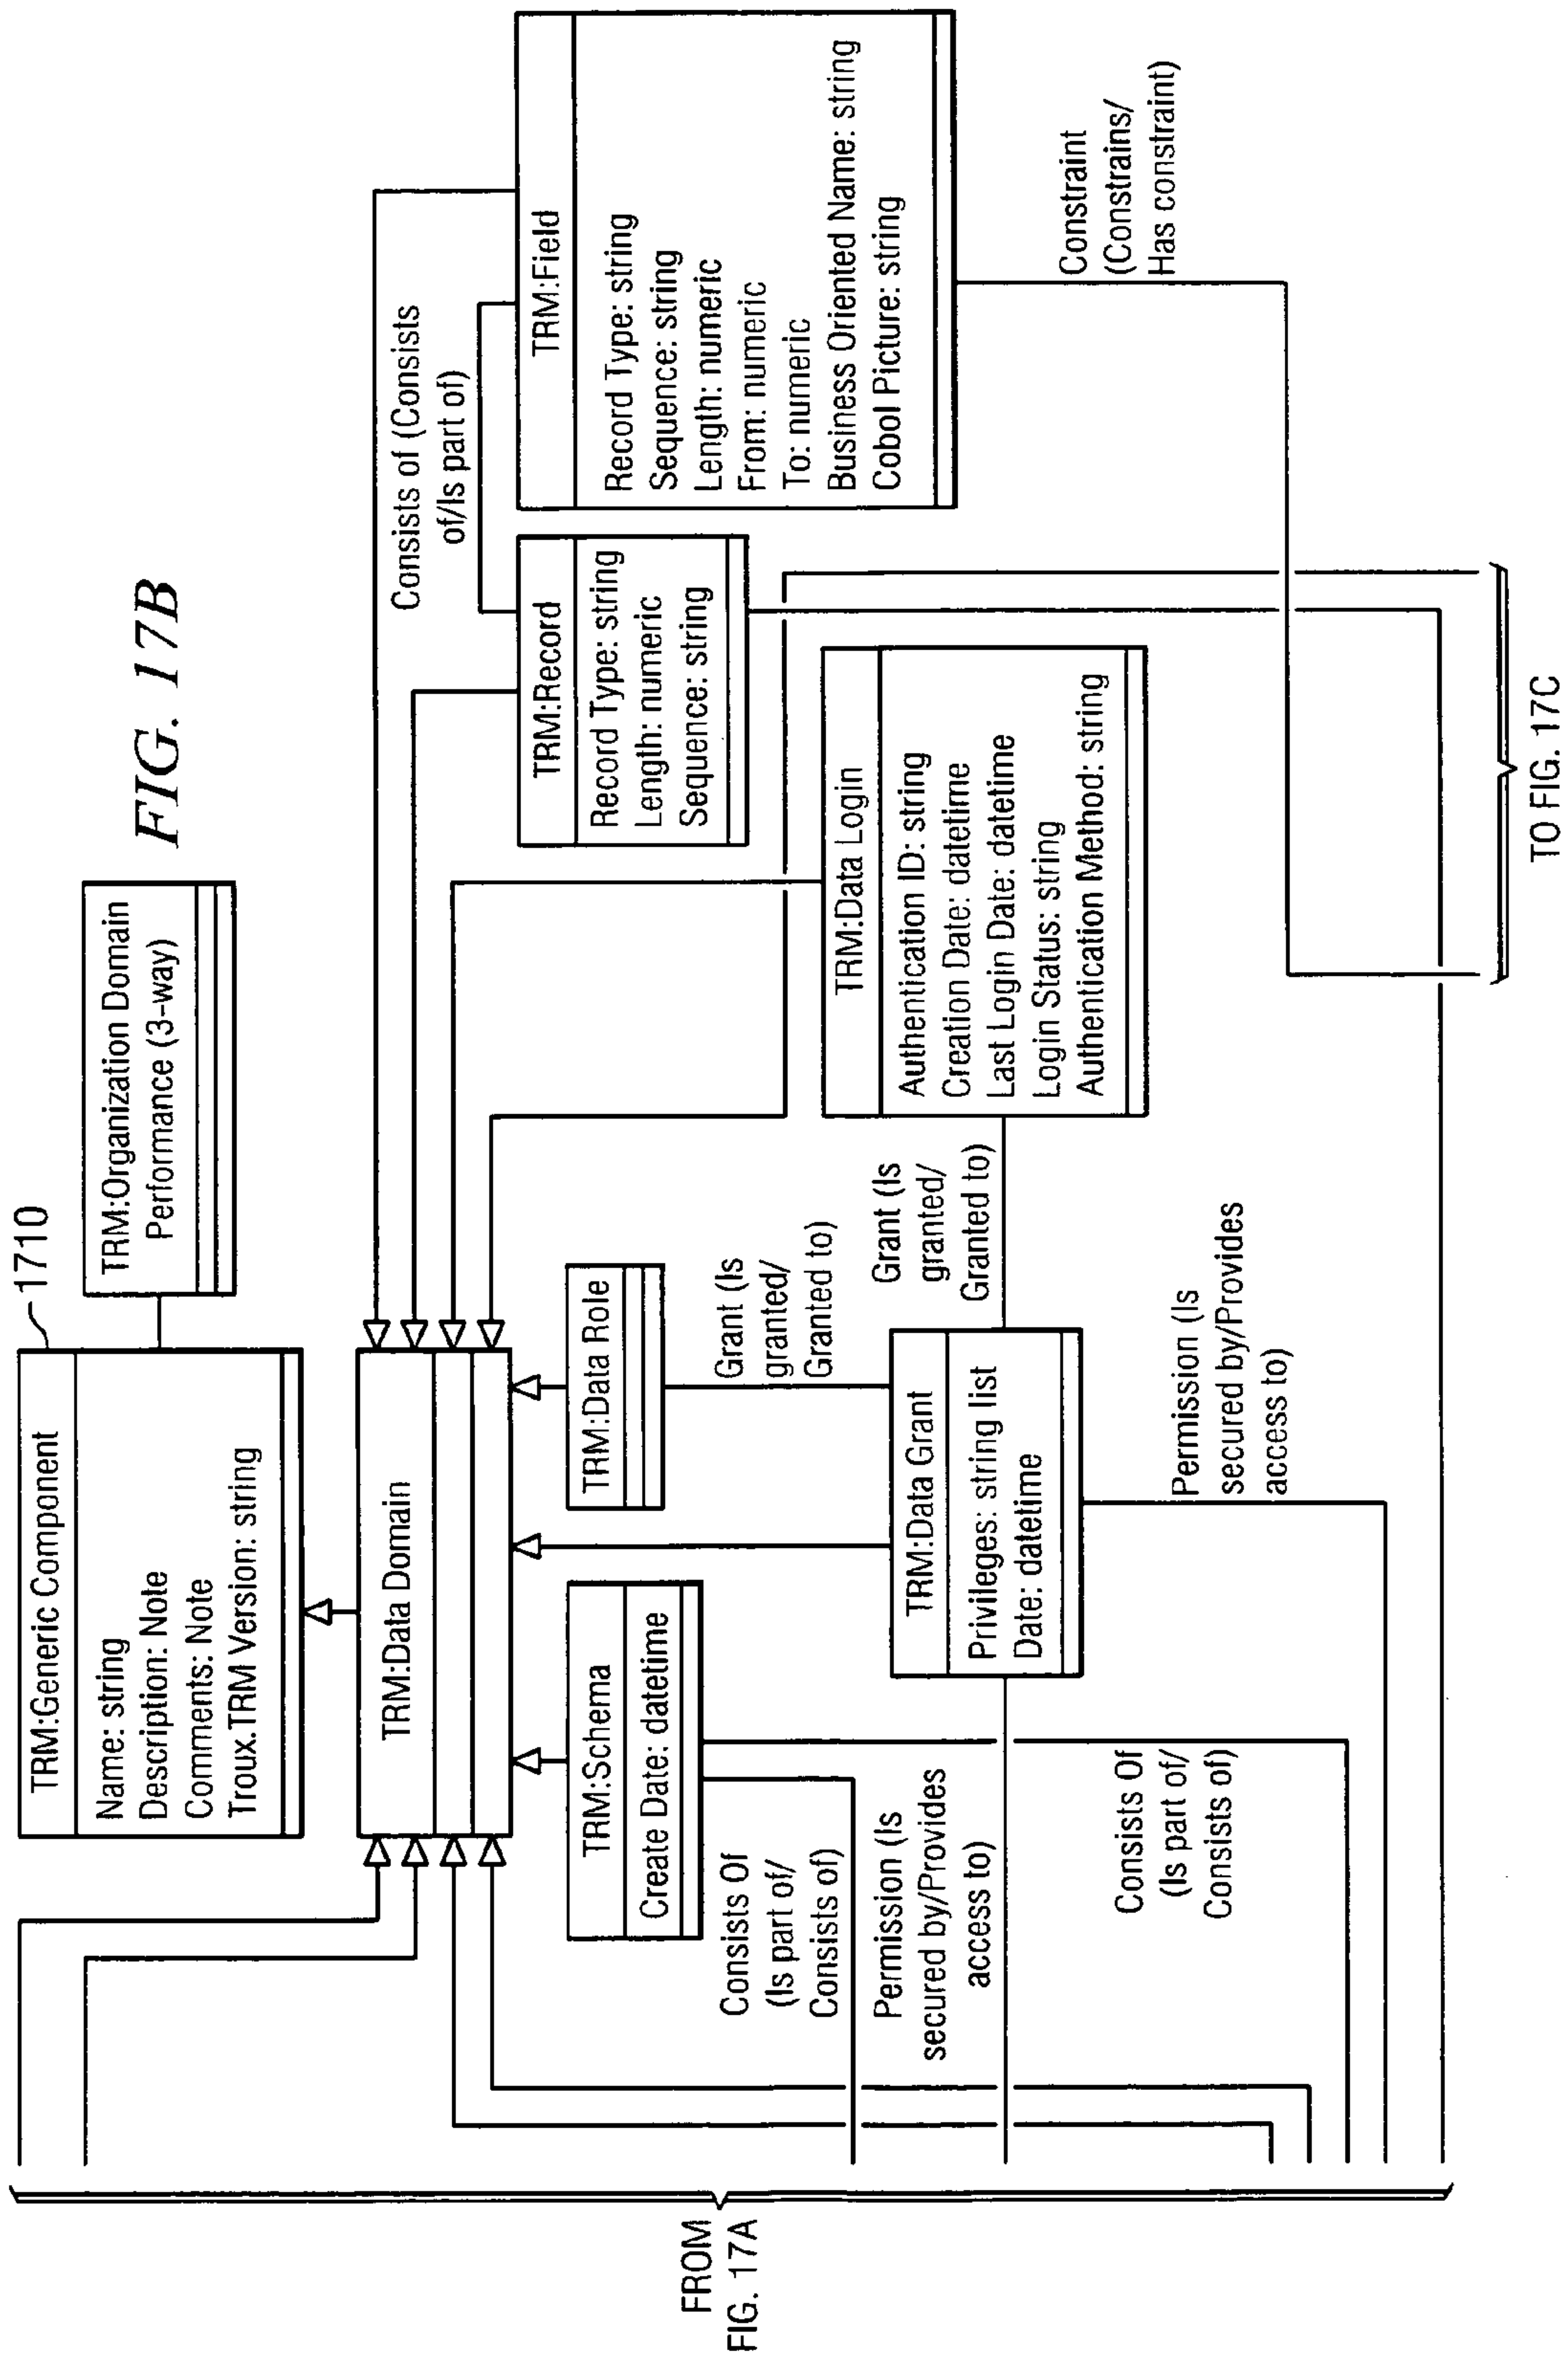 FIG. 17B
1710
TRM:Generic Component
Name: string
Description: Note
Comments: Note
Troux.TRM Version: string
TRM:Organization Domain
Performance (3-way)
TRM:Data Domain
Consists of (Consists
of/Is part of)
TRM:Schema
Create Date: datetime
TRM:Data Role
TRM:Record
Record Type: string
Length: numeric
Sequence: string
TRM:Field
Record Type: string
Sequence: string
Length: numeric
From: numeric
To: numeric
Business Oriented Name: string
Cobol Picture: string
FROM
FIG. 17A
Consists Of
(Is part of/
Consists of)
Grant (Is
granted/
Granted to)
TRM:Data Login
Authentication ID: string
Creation Date: datetime
Last Login Date: datetime
Login Status: string
Authentication Method: string
Permission (Is
secured by/Provides
access to)
TRM:Data Grant
Privileges: string list
Date: datetime
Grant (Is
granted/
Granted to)
Constraint
(Constrains/
Has constraint)
Consists Of
(Is part of/
Consists of)
Permission (Is
secured by/Provides
access to)
TO FIG. 17C